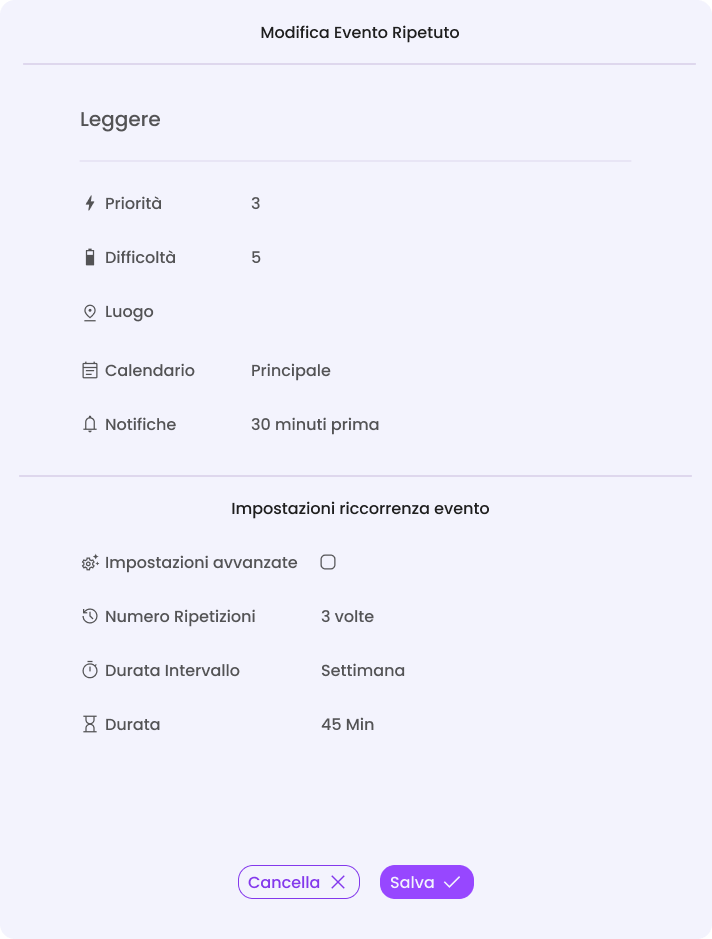 Modifica Evento Ripetuto
Leggere
Priorità 3
Difficoltà 5
Luogo
Calendario Principale
Notifiche 30 minuti prima
Impostazioni riccorrenza evento
Impostazioni avvanzate
Numero Ripetizioni 3 volte
Durata Intervallo Settimana
Durata 45 Min
Cancella Salva